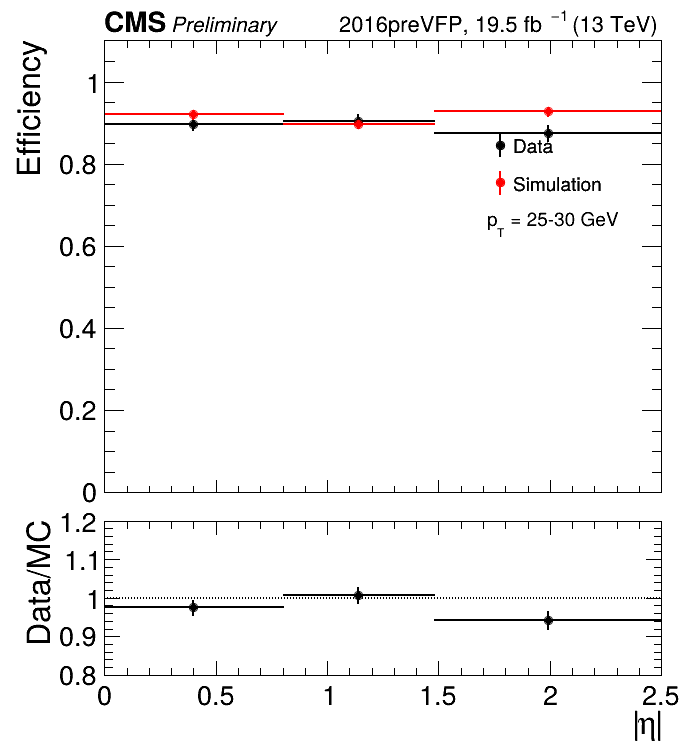 CMS Preliminary 2016preVFP, 19.5 fb⁻¹ (13 TeV)
Efficiency
1
0.8
0.6
0.4
0.2
0
Data
Simulation
p_T = 25-30 GeV
Data/MC
1.2
1.1
1
0.9
0.8
0 0.5 1 1.5 2 2.5
|η|